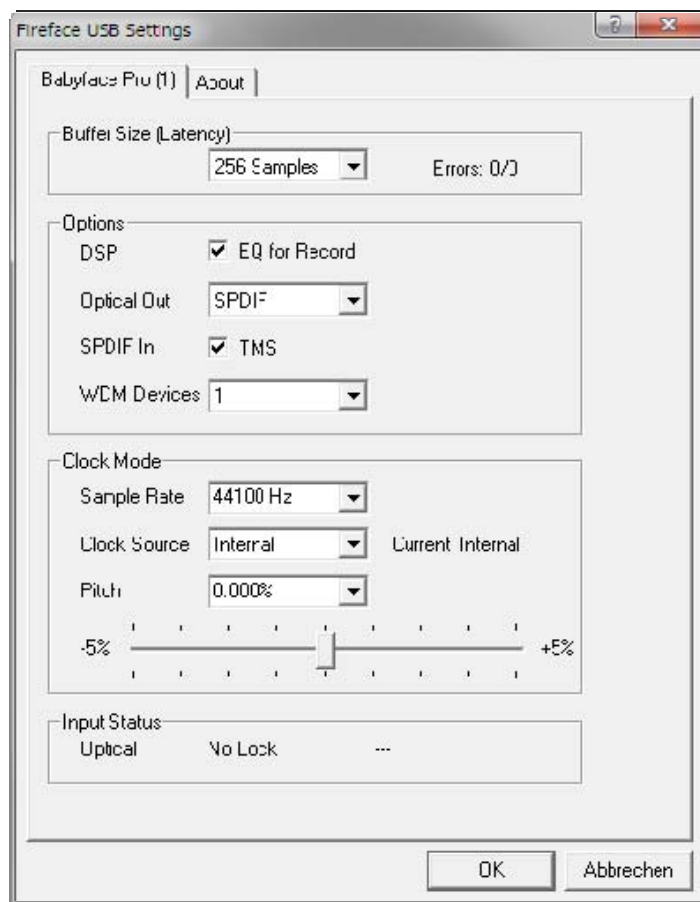 Fireface USB Settings
Babyface Pro (1) About
Buffer Size (Latency)
256 Samples Errors: 0/0
Options
DSP EQ for Record
Optical Out SPDIF
SPDIF In TMS
WDM Devices 1
Clock Mode
Sample Rate 44100 Hz
Clock Source Internal Current Internal
Pitch 0.000%
-5% +5%
Input Status
Optical No Lock ---
OK Abbrechen